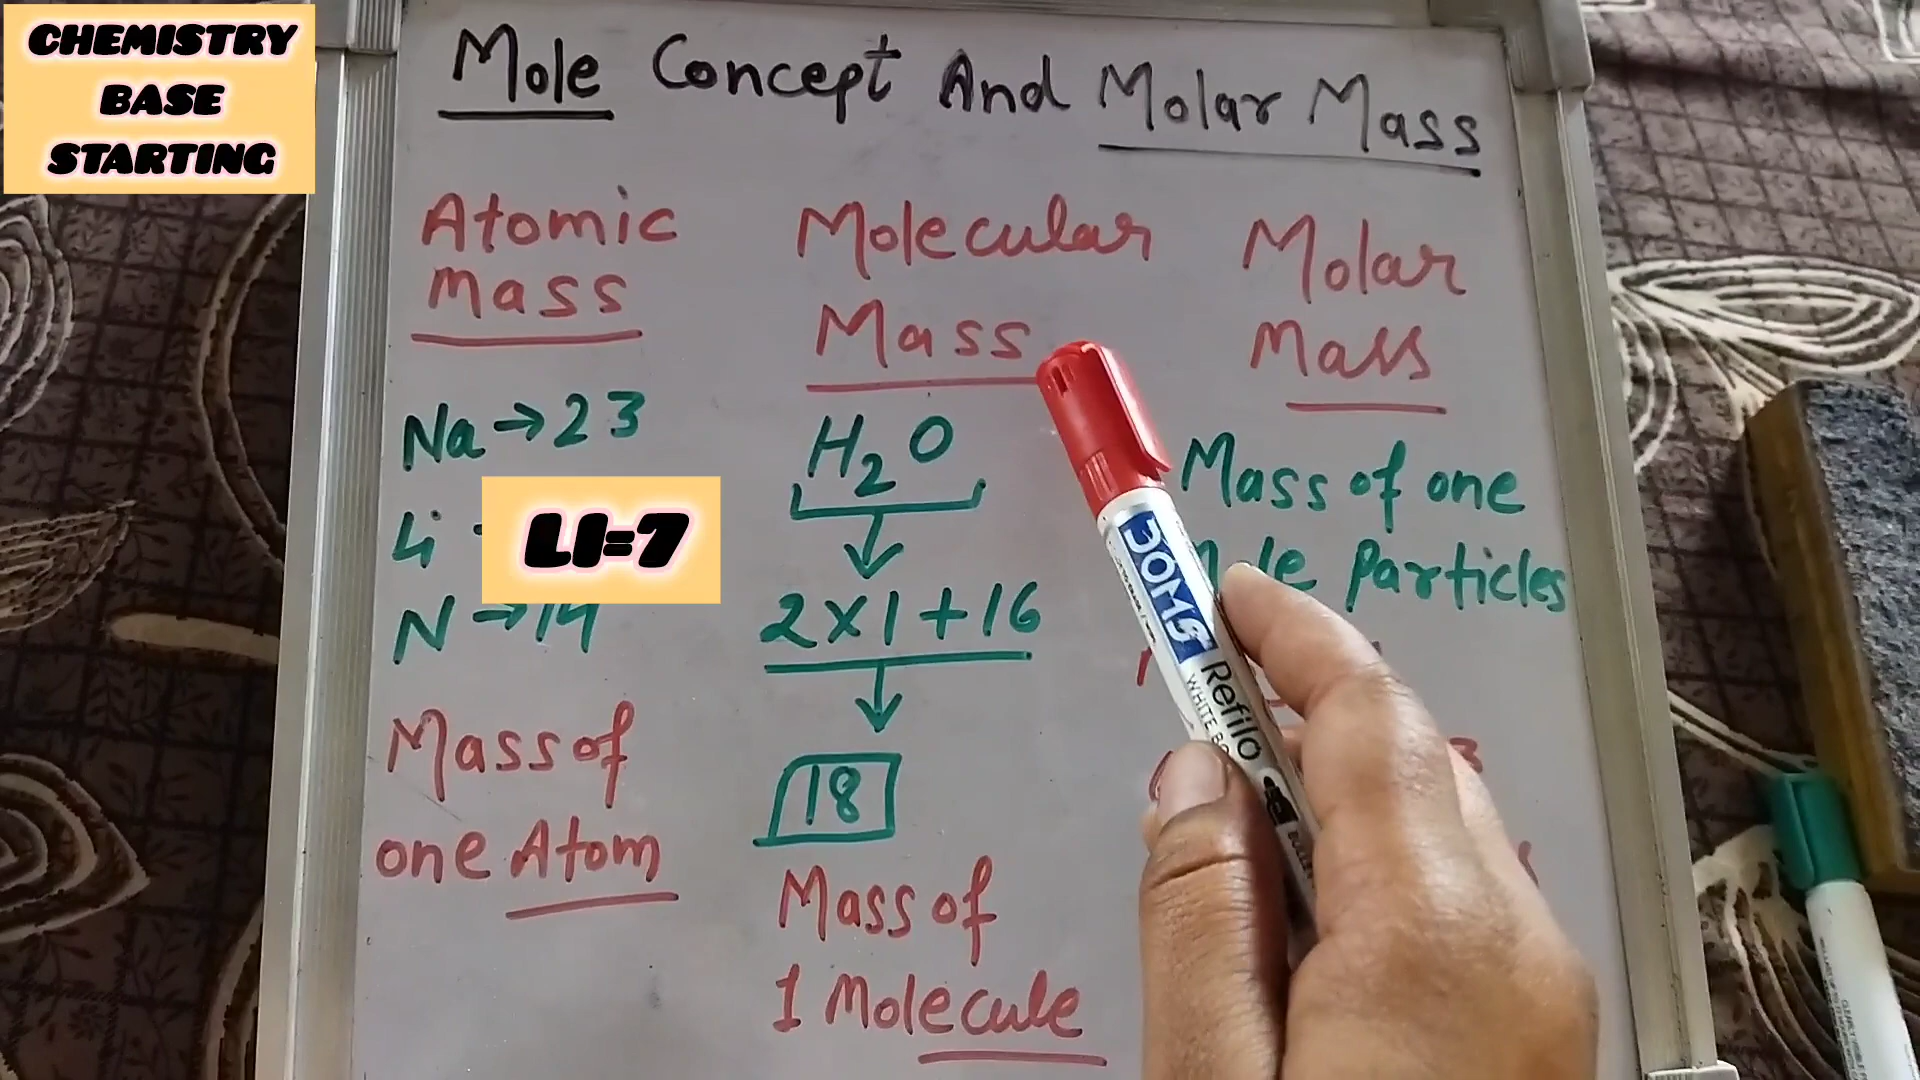 CHEMISTRY
BASE
STARTING
Mole Concept And Molar Mass
Atomic
Mass
Na → 23
Li
LI=7
N → 14
Mass of
one Atom
Molecular
Mass
H₂O
2 x 1 + 16
18
Mass of
1 Molecule
Molar
Mass
Mass of one
Particles
DOMS
Refilo